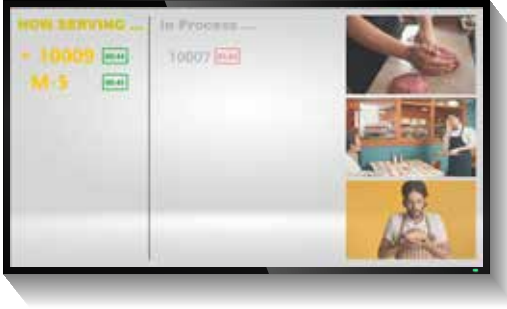 NOW SERVING ...
10009
M-5
In Process ....
10007